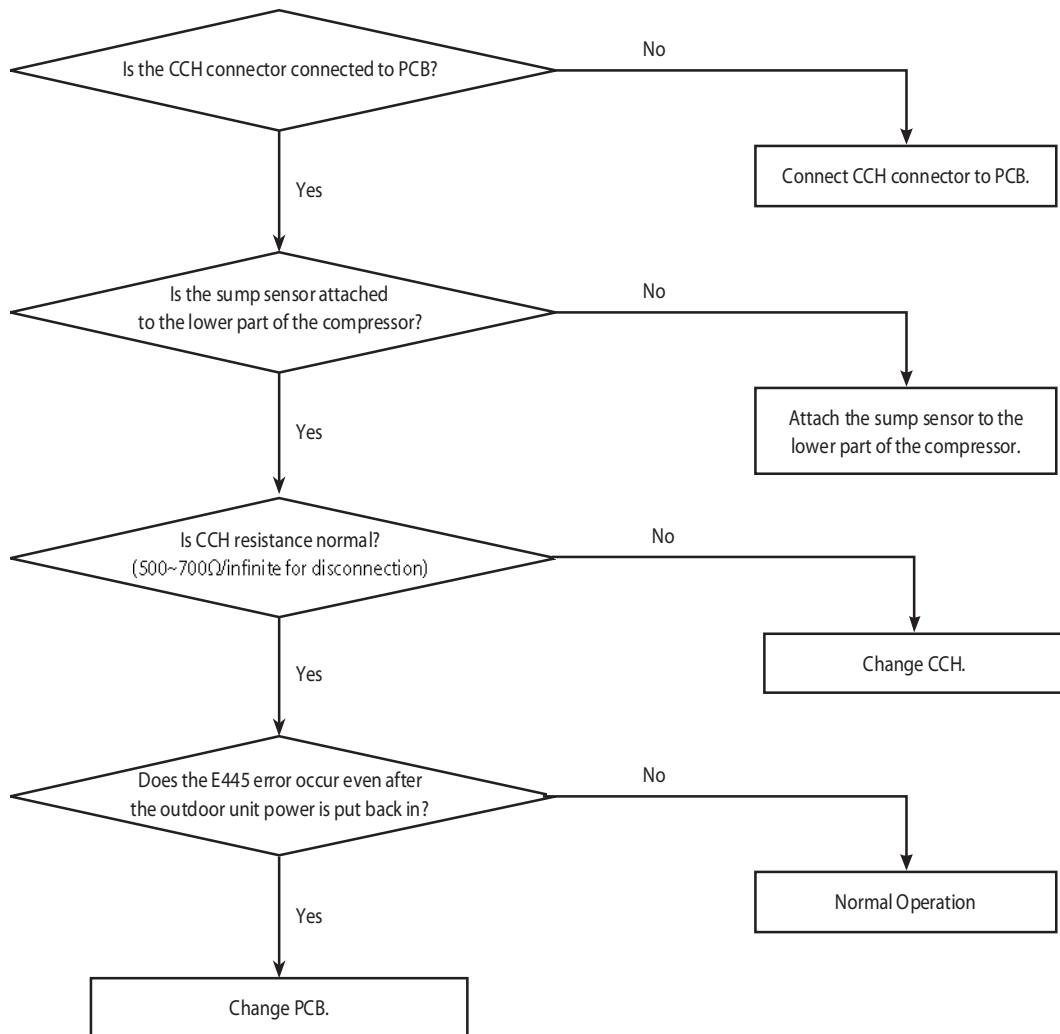 Is the CCH connector connected to PCB?
No
Connect CCH connector to PCB.
Yes
Is the sump sensor attached
to the lower part of the compressor?
No
Attach the sump sensor to the
lower part of the compressor.
Yes
Is CCH resistance normal?
(500~700Ω/infinite for disconnection)
No
Change CCH.
Yes
Does the E445 error occur even after
the outdoor unit power is put back in?
No
Normal Operation
Yes
Change PCB.